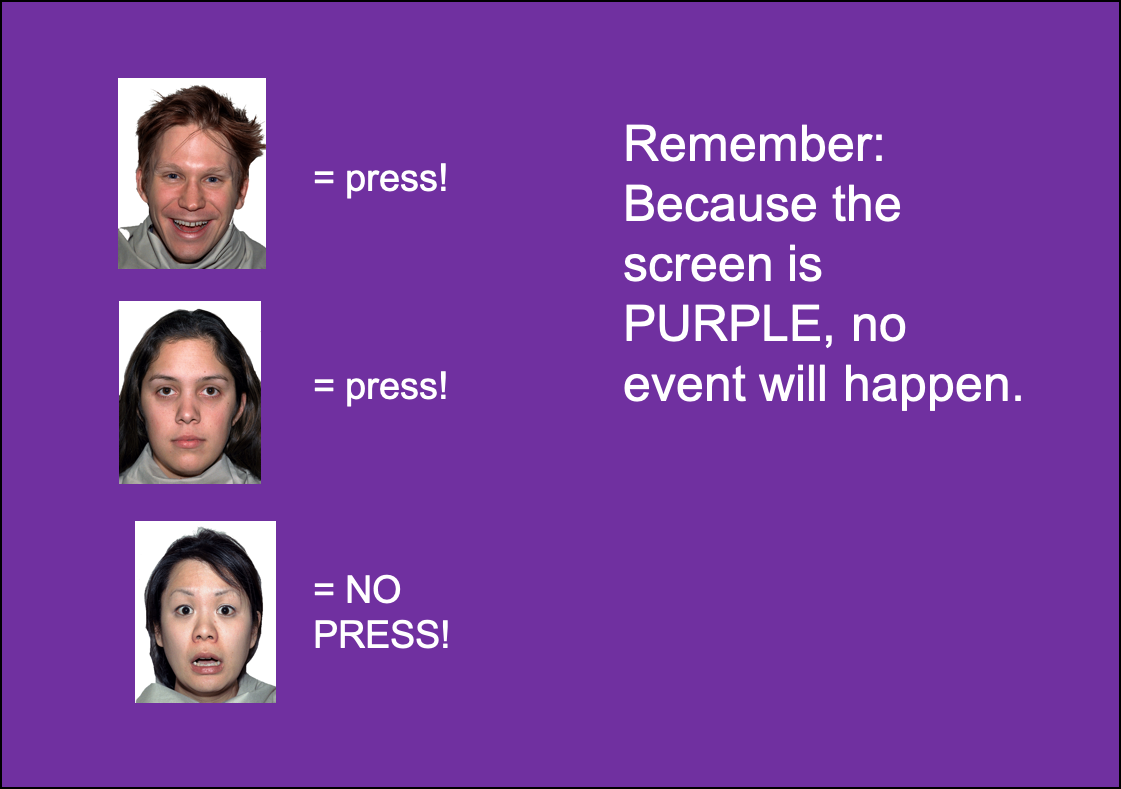 = press!
= press!
= NO
PRESS!
Remember:
Because the
screen is
PURPLE, no
event will happen.